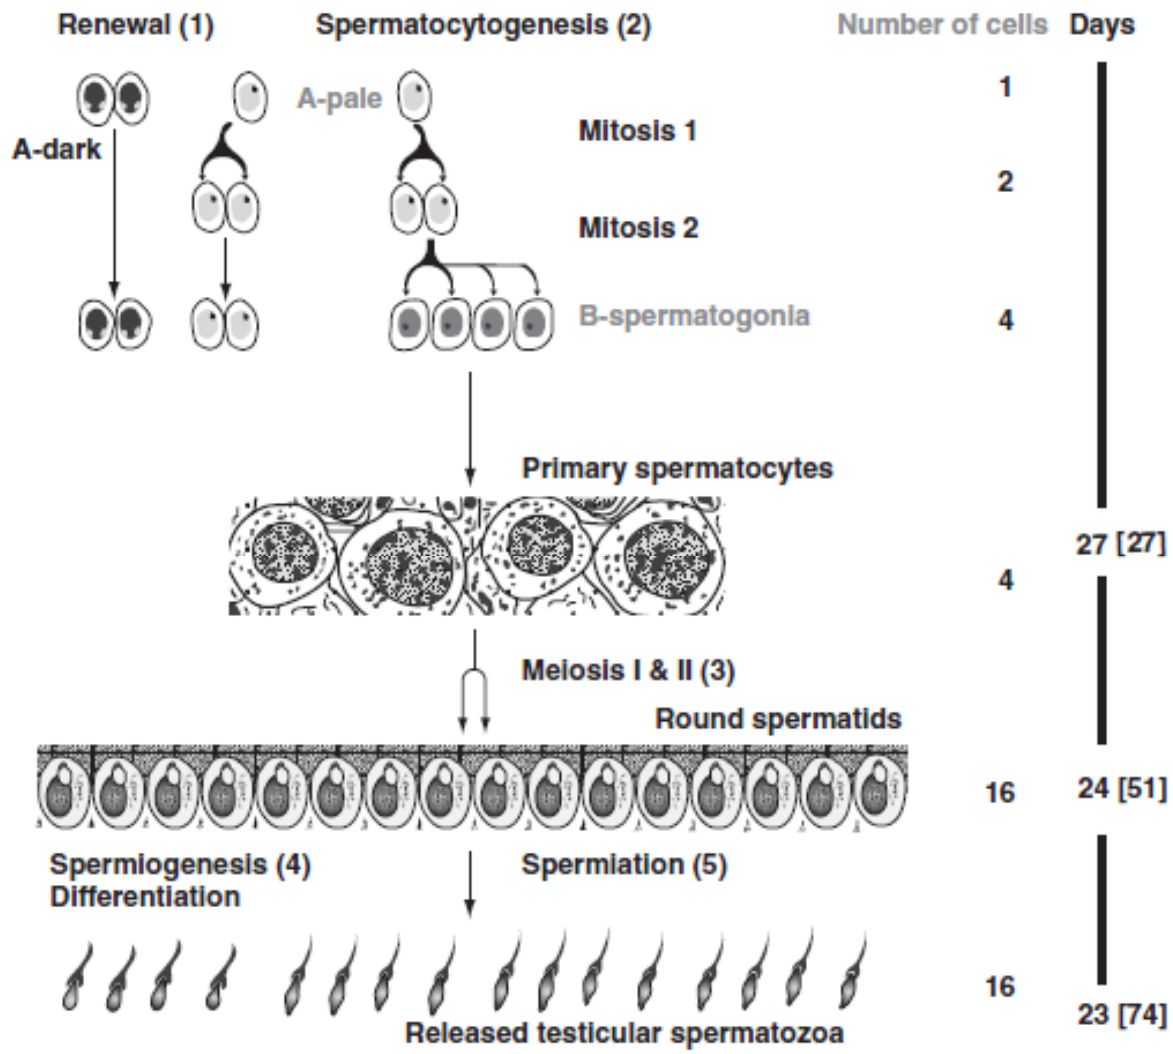 Renewal (1)
Spermatocytogenesis (2)
Number of cells
Days
A-pale
1
Mitosis 1
A-dark
2
Mitosis 2
B-spermatogonia
4
Primary spermatocytes
27 [27]
4
Meiosis I & II (3)
Round spermatids
16
24 [51]
Spermiogenesis (4)
Differentiation
Spermiation (5)
16
23 [74]
Released testicular spermatozoa